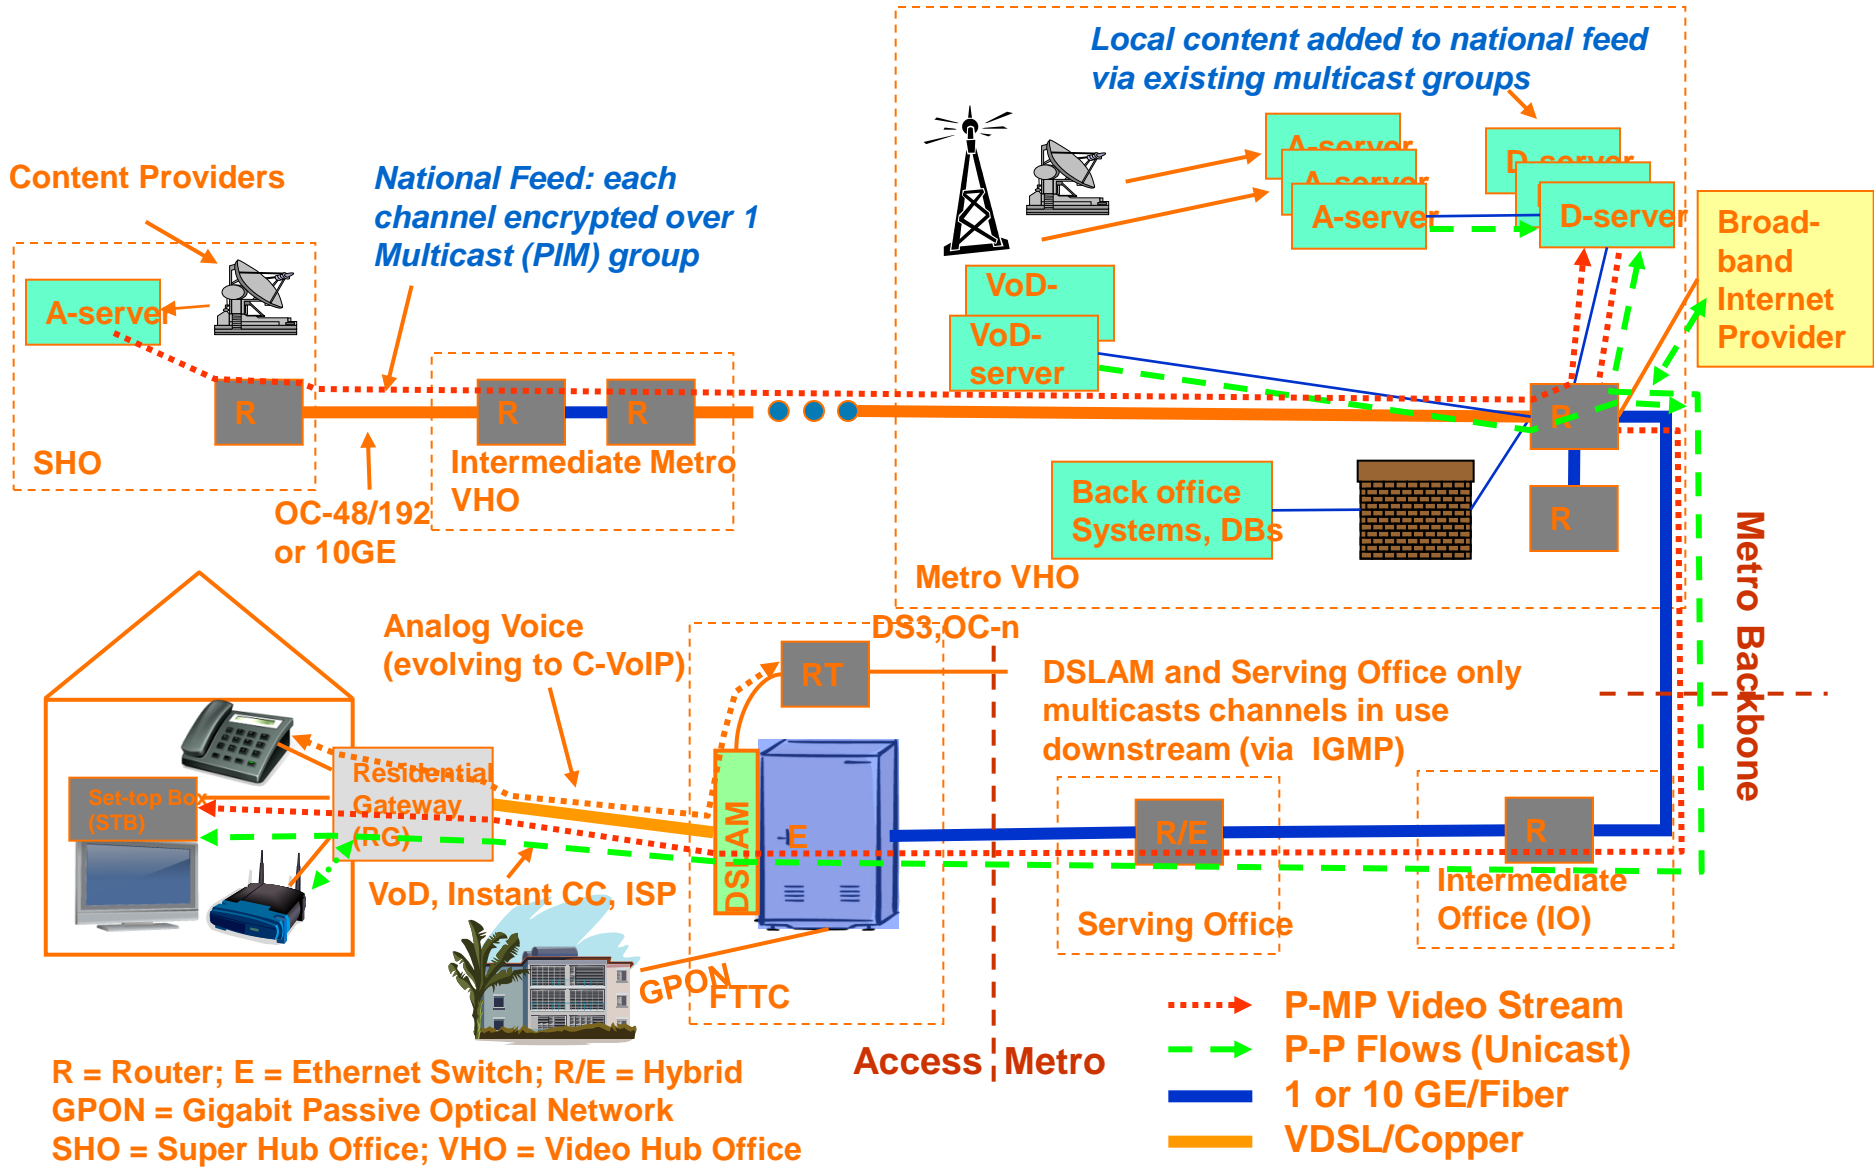 Local content added to national feed
via existing multicast groups
Content Providers
National Feed: each
channel encrypted over 1
Multicast (PIM) group
A-server
A-server
A-server
D-server
D-server
Broad-
band
Internet
Provider
A-server
VoD-
VoD-
server
R
R
R
R
SHO
Intermediate Metro
VHO
OC-48/192
or 10GE
Back office
Systems, DBs
R
Metro VHO
Metro Backbone
Analog Voice
(evolving to C-VoIP)
DS3,OC-n
RT
DSLAM and Serving Office only
multicasts channels in use
downstream (via IGMP)
Residential
Gateway
(RG)
Set-top Box
(STB)
DSLAM
E
R/E
R
VoD, Instant CC, ISP
Serving Office
Intermediate
Office (IO)
GPON
FTTC
Access
Metro
P-MP Video Stream
P-P Flows (Unicast)
1 or 10 GE/Fiber
VDSL/Copper
R = Router; E = Ethernet Switch; R/E = Hybrid
GPON = Gigabit Passive Optical Network
SHO = Super Hub Office; VHO = Video Hub Office